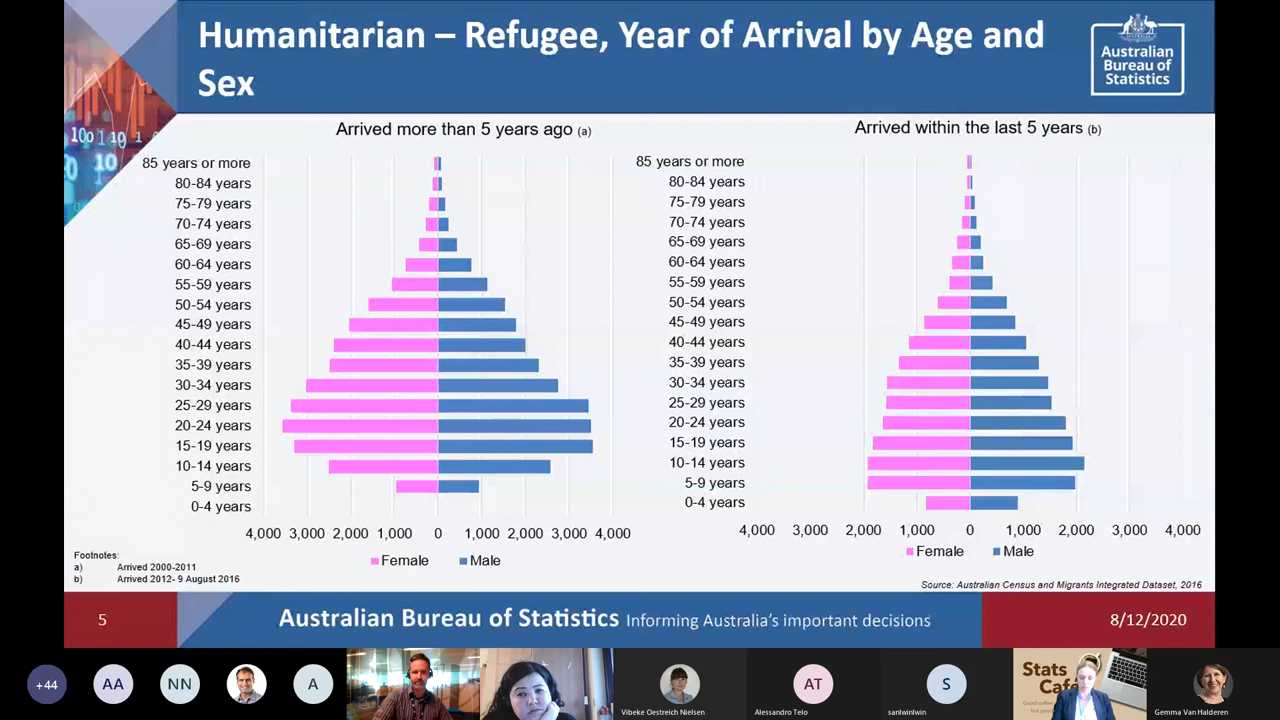 Humanitarian – Refugee, Year of Arrival by Age and
Sex
Australian
Bureau of
Statistics
Arrived more than 5 years ago (a)
85 years or more
80-84 years
75-79 years
70-74 years
65-69 years
60-64 years
55-59 years
50-54 years
45-49 years
40-44 years
35-39 years
30-34 years
25-29 years
20-24 years
15-19 years
10-14 years
5-9 years
0-4 years
4,000 3,000 2,000 1,000 0 1,000 2,000 3,000 4,000
Female Male
Arrived within the last 5 years (b)
85 years or more
80-84 years
75-79 years
70-74 years
65-69 years
60-64 years
55-59 years
50-54 years
45-49 years
40-44 years
35-39 years
30-34 years
25-29 years
20-24 years
15-19 years
10-14 years
5-9 years
0-4 years
4,000 3,000 2,000 1,000 0 1,000 2,000 3,000 4,000
Female Male
Footnotes:
a) Arrived 2000-2011
b) Arrived 2012- 9 August 2016
Source: Australian Census and Migrants Integrated Dataset, 2016
5
Australian Bureau of Statistics Informing Australia's important decisions
8/12/2020
+44
AA
NN
A
Vibeke Oestreich Nielsen
AT
Alessandro Telo
S
sanlwinlwin
Stats
Café
Gemma Van Halderen